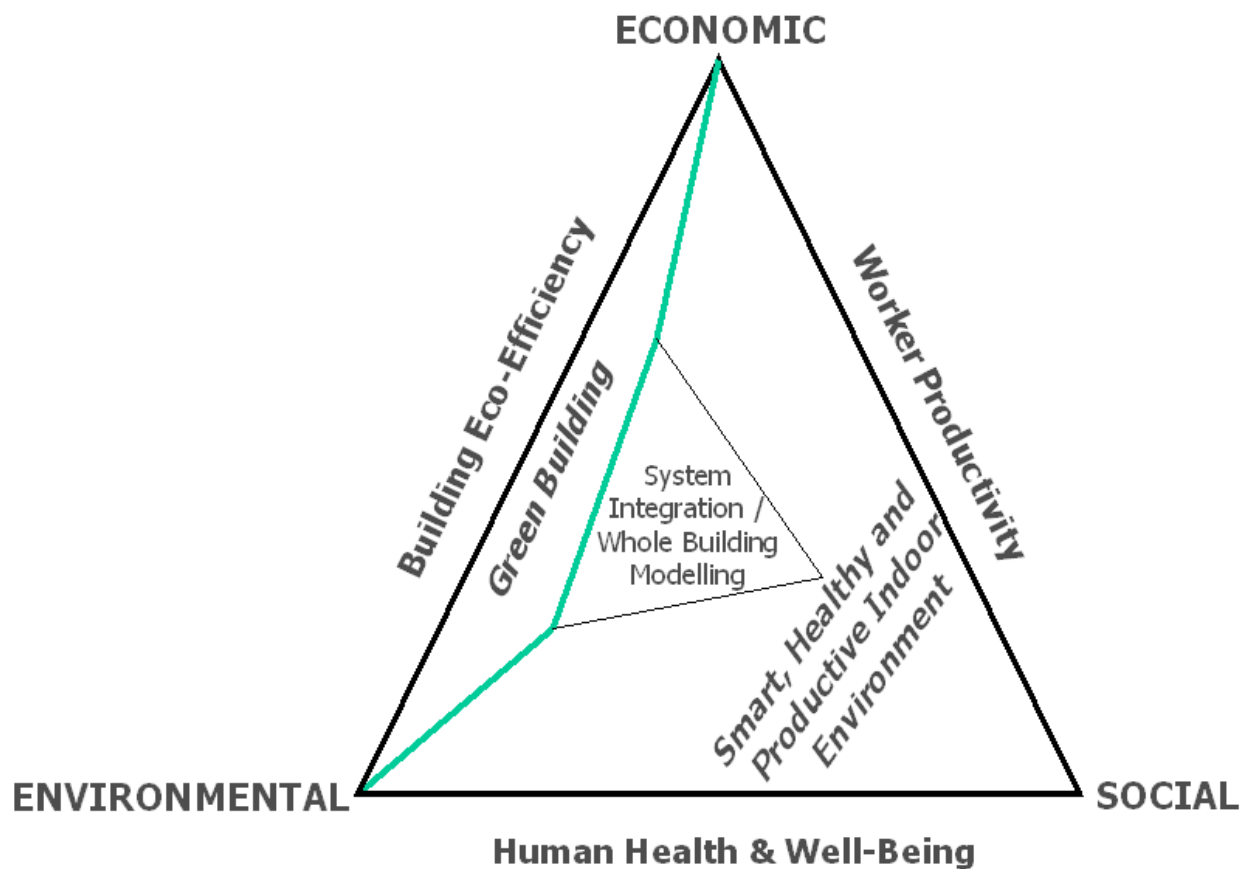 ECONOMIC
Building Eco-Efficiency
Green Building
Worker Productivity
System
Integration /
Whole Building
Modelling
Smart, Healthy and
Productive Indoor
Environment
ENVIRONMENTAL
SOCIAL
Human Health & Well-Being